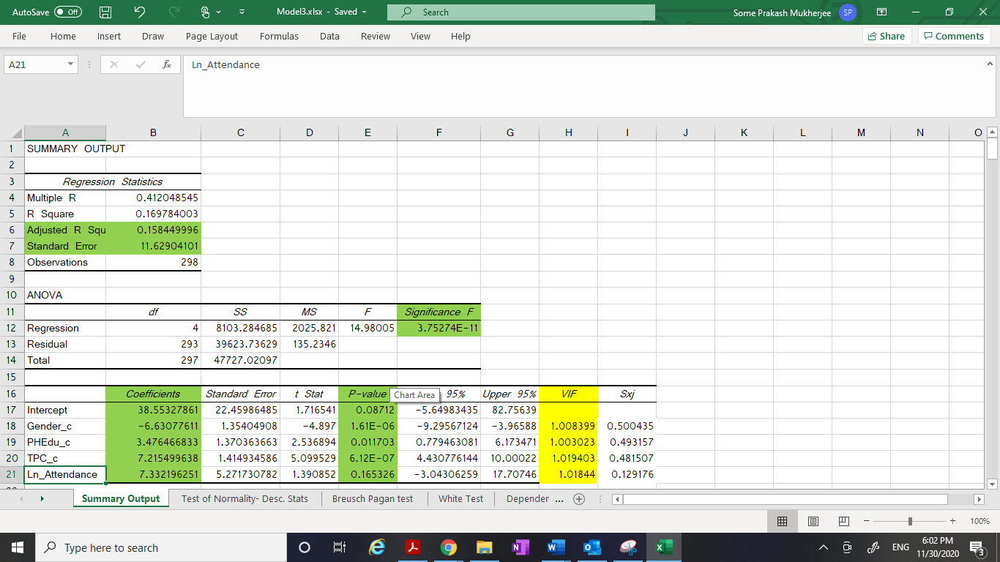 AutoSave Off Model3.xlsx - Saved Search Some Prakash Mukherjee SP
File Home Insert Draw Page Layout Formulas Data Review View Help Share Comments
A21 fx Ln_Attendance
A B C D E F G H I J K L M N O
1 SUMMARY OUTPUT
2
3 Regression Statistics
4 Multiple R 0.412048545
5 R Square 0.169784003
6 Adjusted R Squ 0.158449996
7 Standard Error 11.62904101
8 Observations 298
9
10 ANOVA
11 df SS MS F Significance F
12 Regression 4 8103.284685 2025.821 14.98005 3.75274E-11
13 Residual 293 39623.73629 135.2346
14 Total 297 47727.02097
15
16 Coefficients Standard Error t Stat P-value Chart Area 95% Upper 95% VIF Sxj
17 Intercept 38.55327861 22.45986485 1.716541 0.08712 -5.64983435 82.75639
18 Gender_c -6.63077611 1.35404908 -4.897 1.61E-06 -9.29567124 -3.96588 1.008399 0.500435
19 PHEdu_c 3.476466833 1.370363663 2.536894 0.011703 0.779463081 6.173471 1.003023 0.493157
20 TPC_c 7.215499638 1.414934586 5.099529 6.12E-07 4.430776144 10.00022 1.019403 0.481507
21 Ln_Attendance 7.332196251 5.271730782 1.390852 0.165326 -3.04306259 17.70746 1.01844 0.129176
Summary Output Test of Normality- Desc. Stats Breusch Pagan test White Test Depender ...
100%
Type here to search ENG 6:02 PM
11/30/2020 3